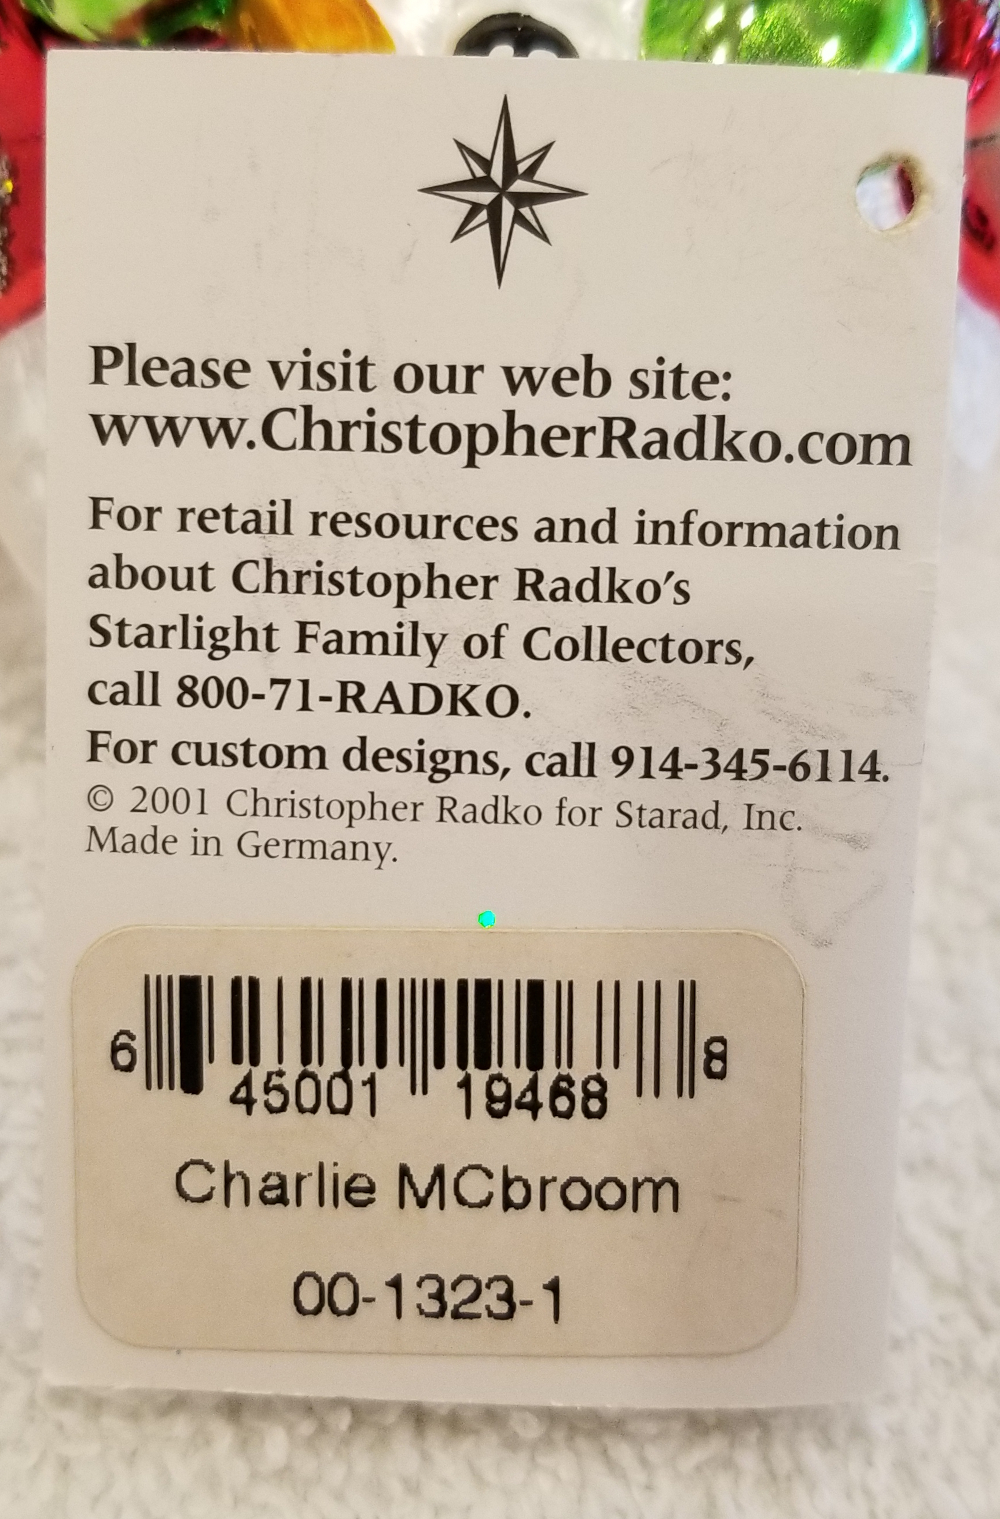 Please visit our web site:
www.ChristopherRadko.com
For retail resources and information
about Christopher Radko's
Starlight Family of Collectors,
call 800-71-RADKO.
For custom designs, call 914-345-6114.
© 2001 Christopher Radko for Starad, Inc.
Made in Germany.
6 45001 19468 8
Charlie MCbroom
00-1323-1